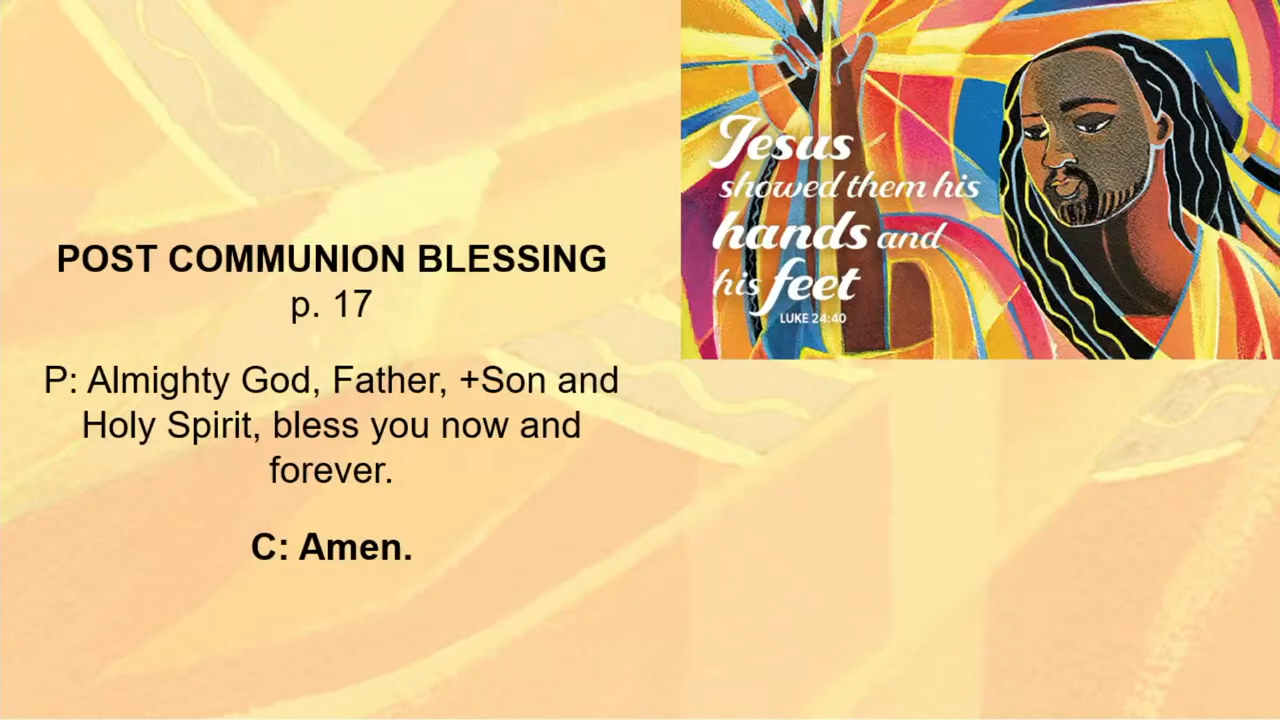 POST COMMUNION BLESSING
p. 17
P: Almighty God, Father, +Son and
Holy Spirit, bless you now and
forever.
C: Amen.
Jesus
showed them his
hands and
his feet
LUKE 24:40